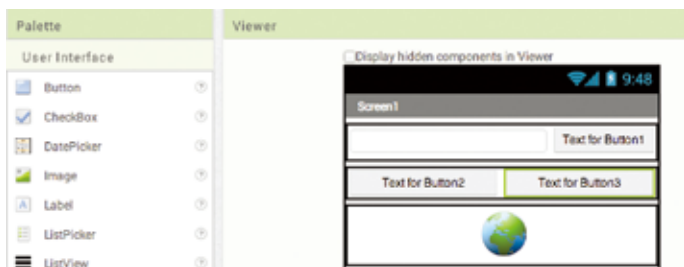 Palette
User Interface
Button
CheckBox
DatePicker
Image
Label
ListPicker
ListView
Viewer
Display hidden components in Viewer
9:48
Screen1
Text for Button1
Text for Button2 Text for Button3